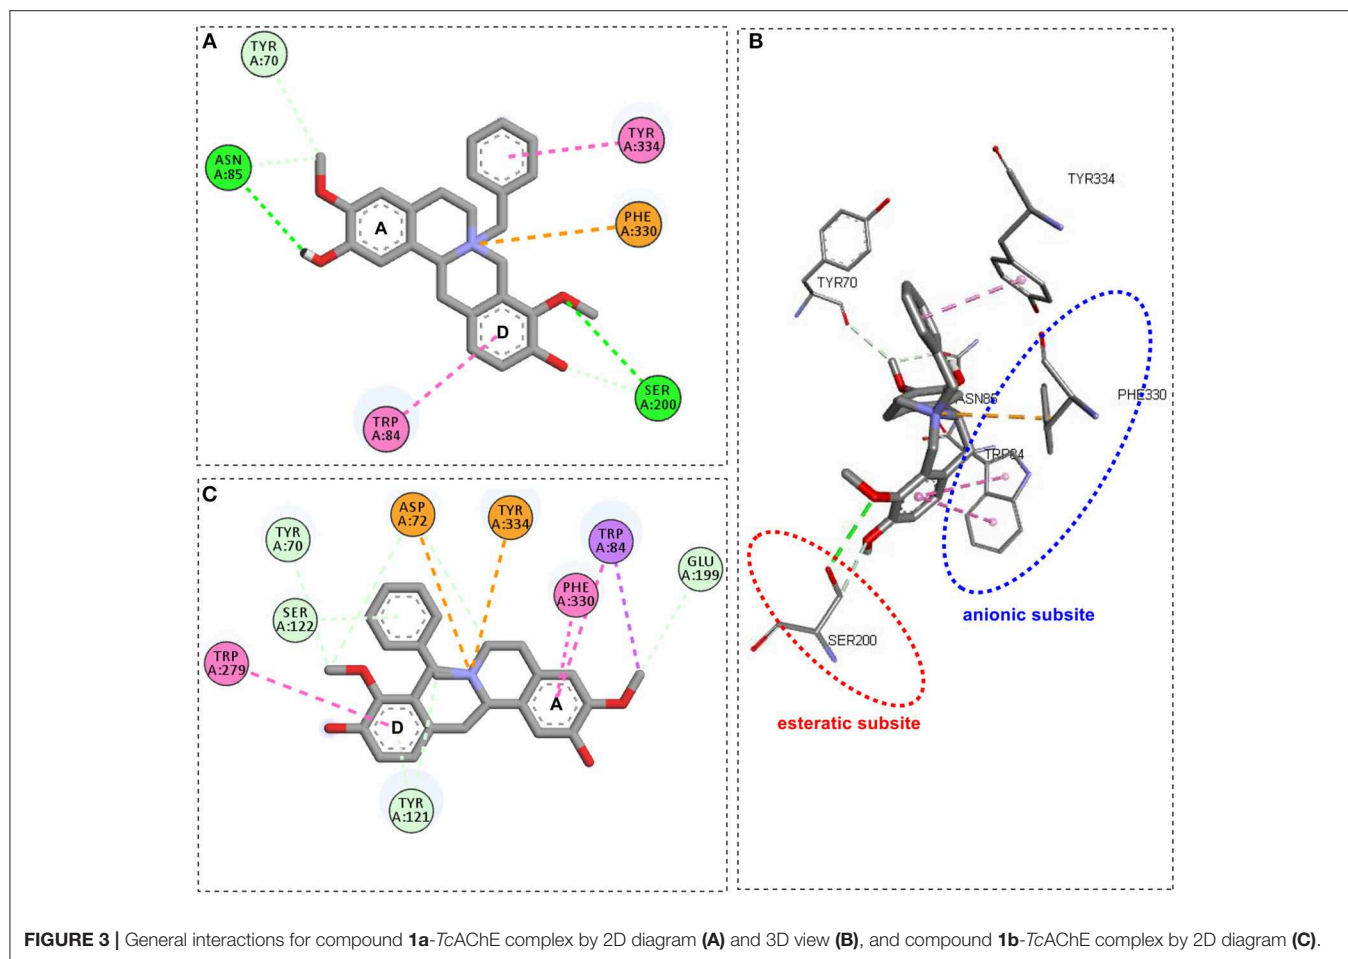 A
TYR
A:70
ASN
A:85
TYR
A:334
PHE
A:330
A
D
SER
A:200
TRP
A:84
B
TYR334
TYR70
ASN85
PHE330
TRP84
anionic subsite
SER200
esteratic subsite
C
TYR
A:70
ASP
A:72
TYR
A:334
TRP
A:84
GLU
A:199
PHE
A:330
SER
A:122
TRP
A:279
A
D
TYR
A:121
FIGURE 3 | General interactions for compound 1a-TcAChE complex by 2D diagram (A) and 3D view (B), and compound 1b-TcAChE complex by 2D diagram (C).